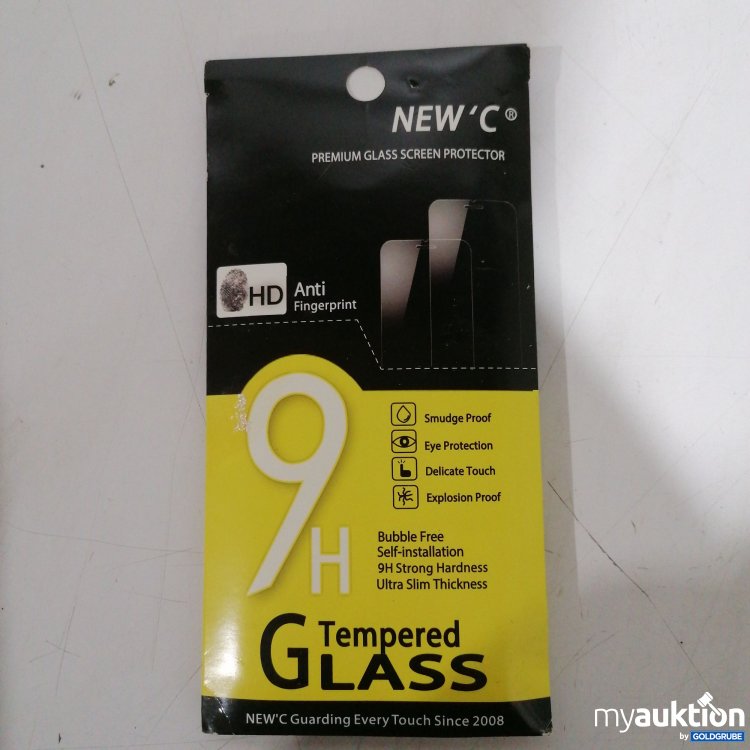 NEW'C®
PREMIUM GLASS SCREEN PROTECTOR
HD
Anti
Fingerprint
9H
Smudge Proof
Eye Protection
Delicate Touch
Explosion Proof
Bubble Free
Self-installation
9H Strong Hardness
Ultra Slim Thickness
Tempered
GLASS
NEW'C Guarding Every Touch Since 2008
myauktion
by GOLDGRUBE